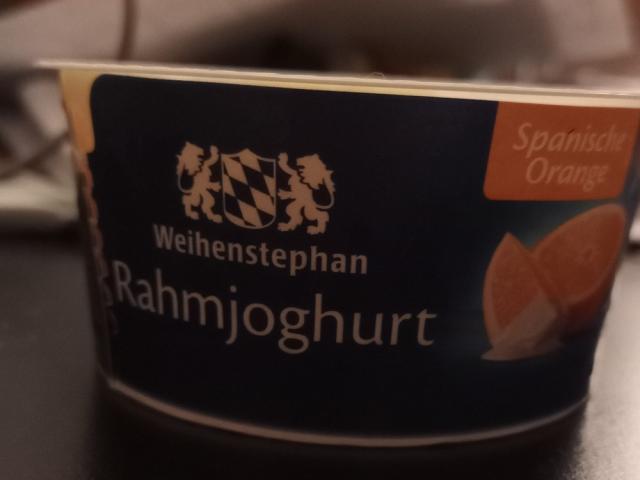 Spanische
Orange
Weihenstephan
Rahmjoghurt